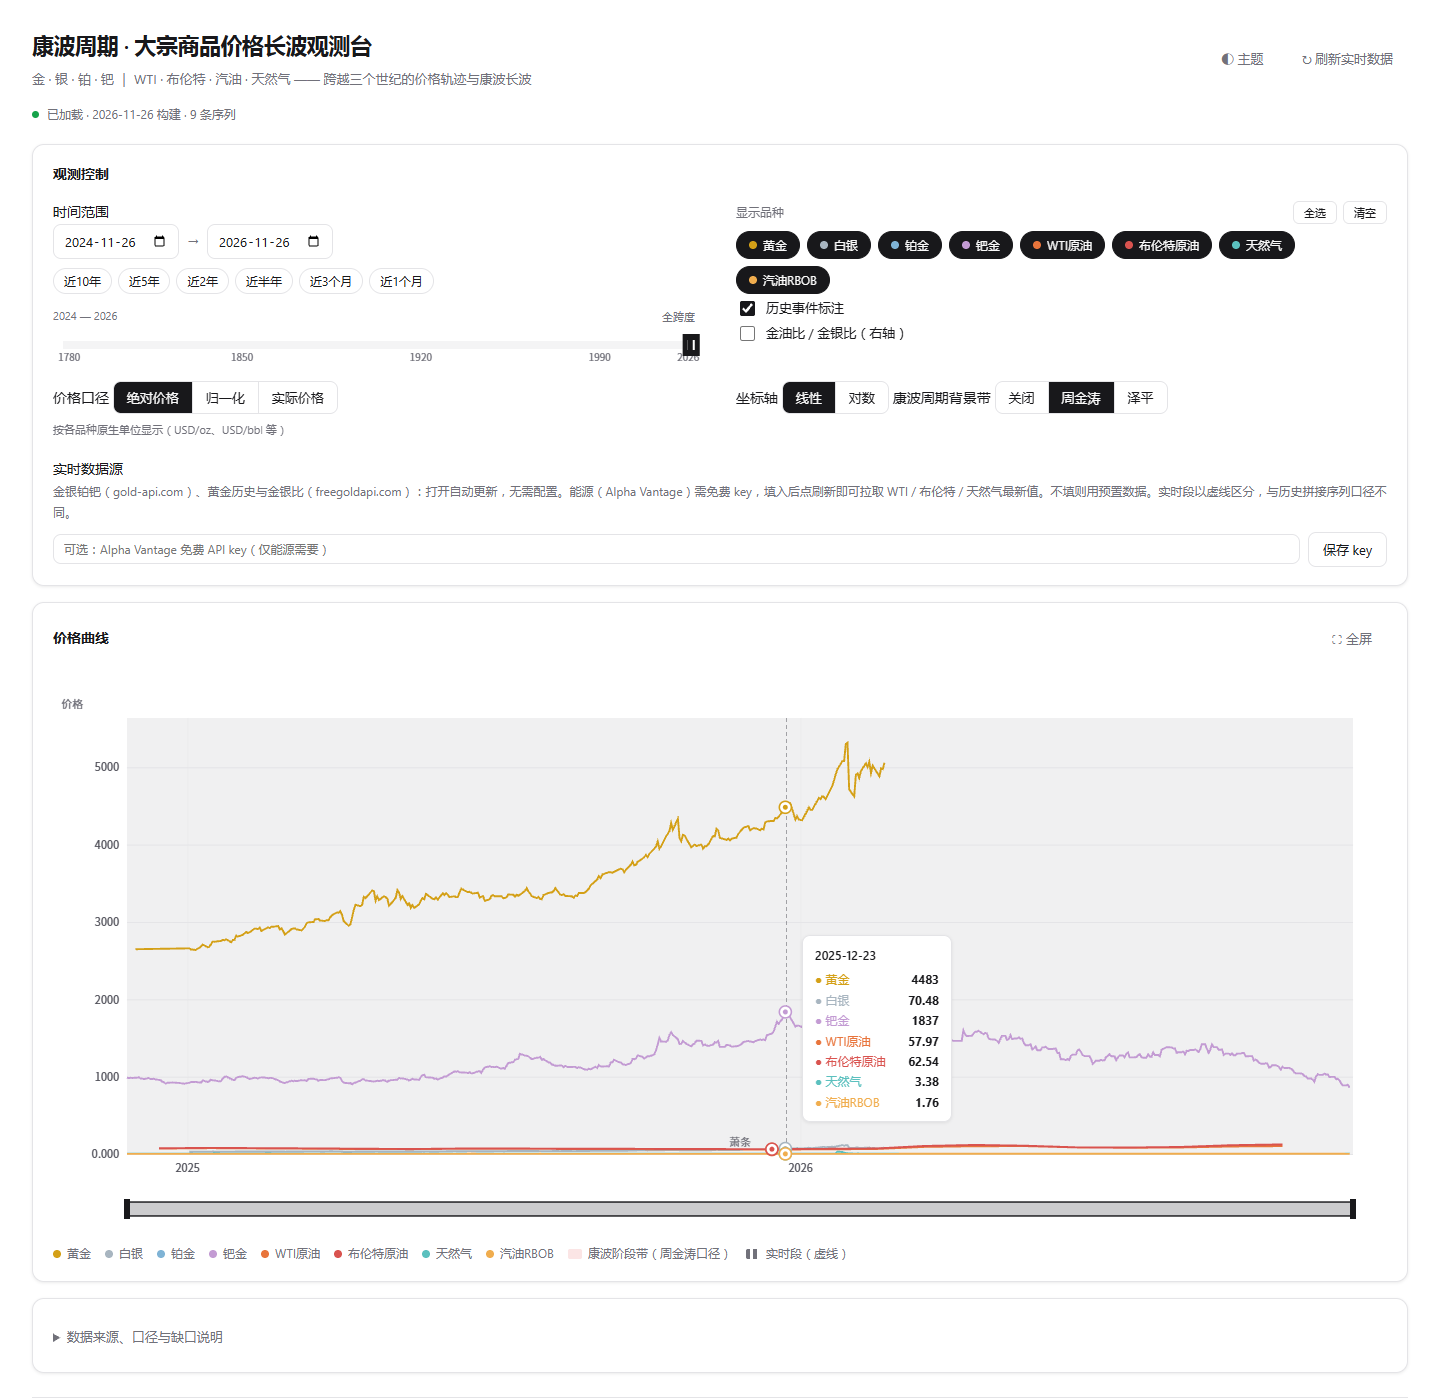 康波周期 · 大宗商品价格长波观测台
金 · 银 · 铂 · 钯 ｜ WTI · 布伦特 · 汽油 · 天然气 —— 跨越三个世纪的价格轨迹与康波长波
◐ 主题
↻ 刷新实时数据
已加载 · 2026-11-26 构建 · 9 条序列
观测控制
时间范围
2024-11-26 → 2026-11-26
近10年 近5年 近2年 近半年 近3个月 近1个月
2024 — 2026
全跨度
1780 1850 1920 1990 2026
显示品种
全选 清空
黄金 白银 铂金 钯金 WTI原油 布伦特原油 天然气
汽油RBOB
历史事件标注
金油比 / 金银比（右轴）
价格口径 绝对价格 归一化 实际价格
按各品种原生单位显示（USD/oz、USD/bbl 等）
坐标轴 线性 对数 康波周期背景带 关闭 周金涛 泽平
实时数据源
金银铂钯（gold-api.com）、黄金历史与金银比（freegoldapi.com）：打开自动更新，无需配置。能源（Alpha Vantage）需免费 key，填入后点刷新即可拉取 WTI / 布伦特 / 天然气最新值。不填则用预置数据。实时段以虚线区分，与历史拼接序列口径不
同。
可选：Alpha Vantage 免费 API key（仅能源需要）
保存 key
价格曲线
全屏
价格
5000
4000
3000
2000
1000
0.000
2025 2026
萧条
2025-12-23
黄金 4483
白银 70.48
钯金 1837
WTI原油 57.97
布伦特原油 62.54
天然气 3.38
汽油RBOB 1.76
黄金 白银 铂金 钯金 WTI原油 布伦特原油 天然气 汽油RBOB 康波阶段带（周金涛口径） 实时段（虚线）
数据来源、口径与缺口说明